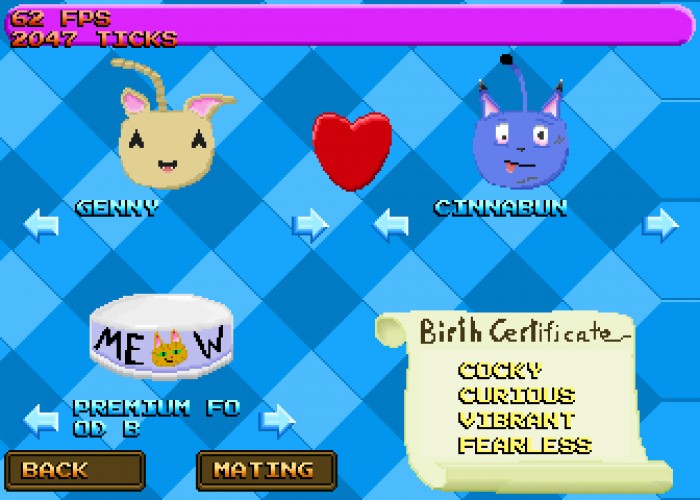 62 FPS
2047 TICKS
GENNY
CINNABUN
MEOW
PREMIUM FO
OD B
Birth Certificate
COCKY
CURIOUS
VIBRANT
FEARLESS
BACK
MATING